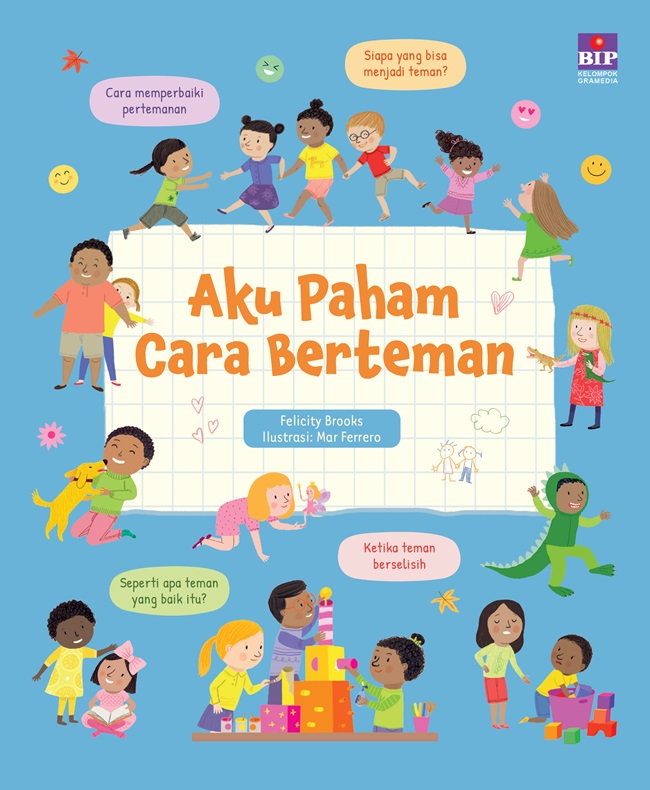 Siapa yang bisa
menjadi teman?
BIP
KELOMPOK
GRAMEDIA
Cara memperbaiki
pertemanan
Aku Paham
Cara Berteman
Felicity Brooks
Ilustrasi: Mar Ferrero
Ketika teman
berselisih
Seperti apa teman
yang baik itu?